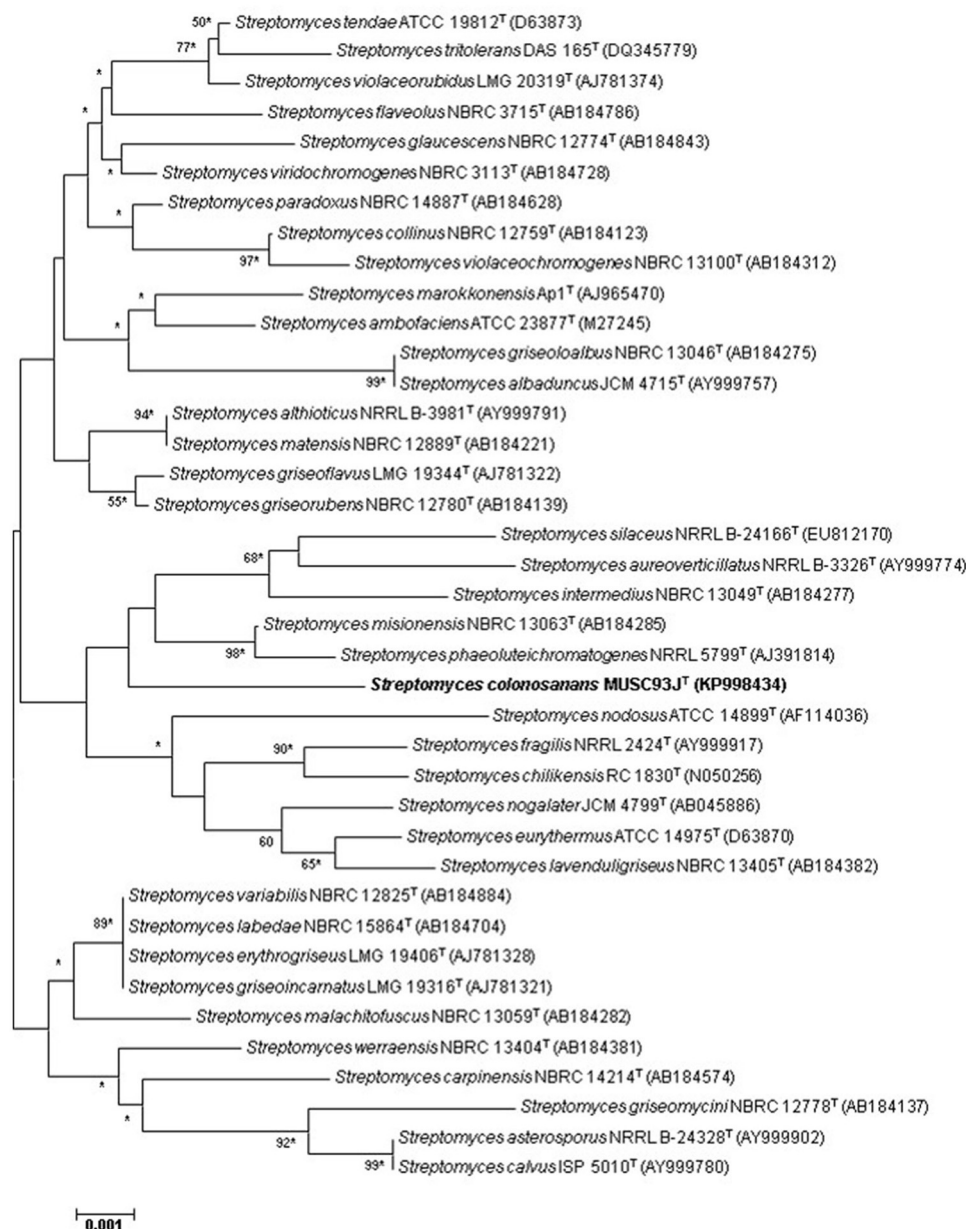 50*
Streptomyces tendae ATCC 19812ᵀ (D63873)
77*
Streptomyces tritolerans DAS 165ᵀ (DQ345779)
Streptomyces violaceorubidus LMG 20319ᵀ (AJ781374)
*
*
Streptomyces flaveolus NBRC 3715ᵀ (AB184786)
Streptomyces glaucescens NBRC 12774ᵀ (AB184843)
*
Streptomyces viridochromogenes NBRC 3113ᵀ (AB184728)
Streptomyces paradoxus NBRC 14887ᵀ (AB184628)
*
Streptomyces collinus NBRC 12759ᵀ (AB184123)
97*
Streptomyces violaceochromogenes NBRC 13100ᵀ (AB184312)
*
Streptomyces marokkonensis Ap1ᵀ (AJ965470)
*
Streptomyces ambofaciens ATCC 23877ᵀ (M27245)
Streptomyces griseoloalbus NBRC 13046ᵀ (AB184275)
99*
Streptomyces albaduncus JCM 4715ᵀ (AY999757)
94*
Streptomyces althioticus NRRL B-3981ᵀ (AY999791)
Streptomyces matensis NBRC 12889ᵀ (AB184221)
Streptomyces griseoflavus LMG 19344ᵀ (AJ781322)
55*
Streptomyces griseorubens NBRC 12780ᵀ (AB184139)
Streptomyces silaceus NRRL B-24166ᵀ (EU812170)
68*
Streptomyces aureoverticillatus NRRL B-3326ᵀ (AY999774)
Streptomyces intermedius NBRC 13049ᵀ (AB184277)
Streptomyces misionensis NBRC 13063ᵀ (AB184285)
98*
Streptomyces phaeoluteichromatogenes NRRL 5799ᵀ (AJ391814)
Streptomyces colonosanans MUSC93Jᵀ (KP998434)
Streptomyces nodosus ATCC 14899ᵀ (AF114036)
*
90*
Streptomyces fragilis NRRL 2424ᵀ (AY999917)
Streptomyces chilikensis RC 1830ᵀ (N050256)
Streptomyces nogalater JCM 4799ᵀ (AB045886)
60
Streptomyces eurythermus ATCC 14975ᵀ (D63870)
65*
Streptomyces lavenduligriseus NBRC 13405ᵀ (AB184382)
Streptomyces variabilis NBRC 12825ᵀ (AB184884)
89*
Streptomyces labedae NBRC 15864ᵀ (AB184704)
Streptomyces erythrogriseus LMG 19406ᵀ (AJ781328)
*
Streptomyces griseoincarnatus LMG 19316ᵀ (AJ781321)
Streptomyces malachitofuscus NBRC 13059ᵀ (AB184282)
Streptomyces werraensis NBRC 13404ᵀ (AB184381)
*
Streptomyces carpinensis NBRC 14214ᵀ (AB184574)
*
Streptomyces griseomycini NBRC 12778ᵀ (AB184137)
92*
Streptomyces asterosporus NRRL B-24328ᵀ (AY999902)
99*
Streptomyces calvus ISP 5010ᵀ (AY999780)
0.001